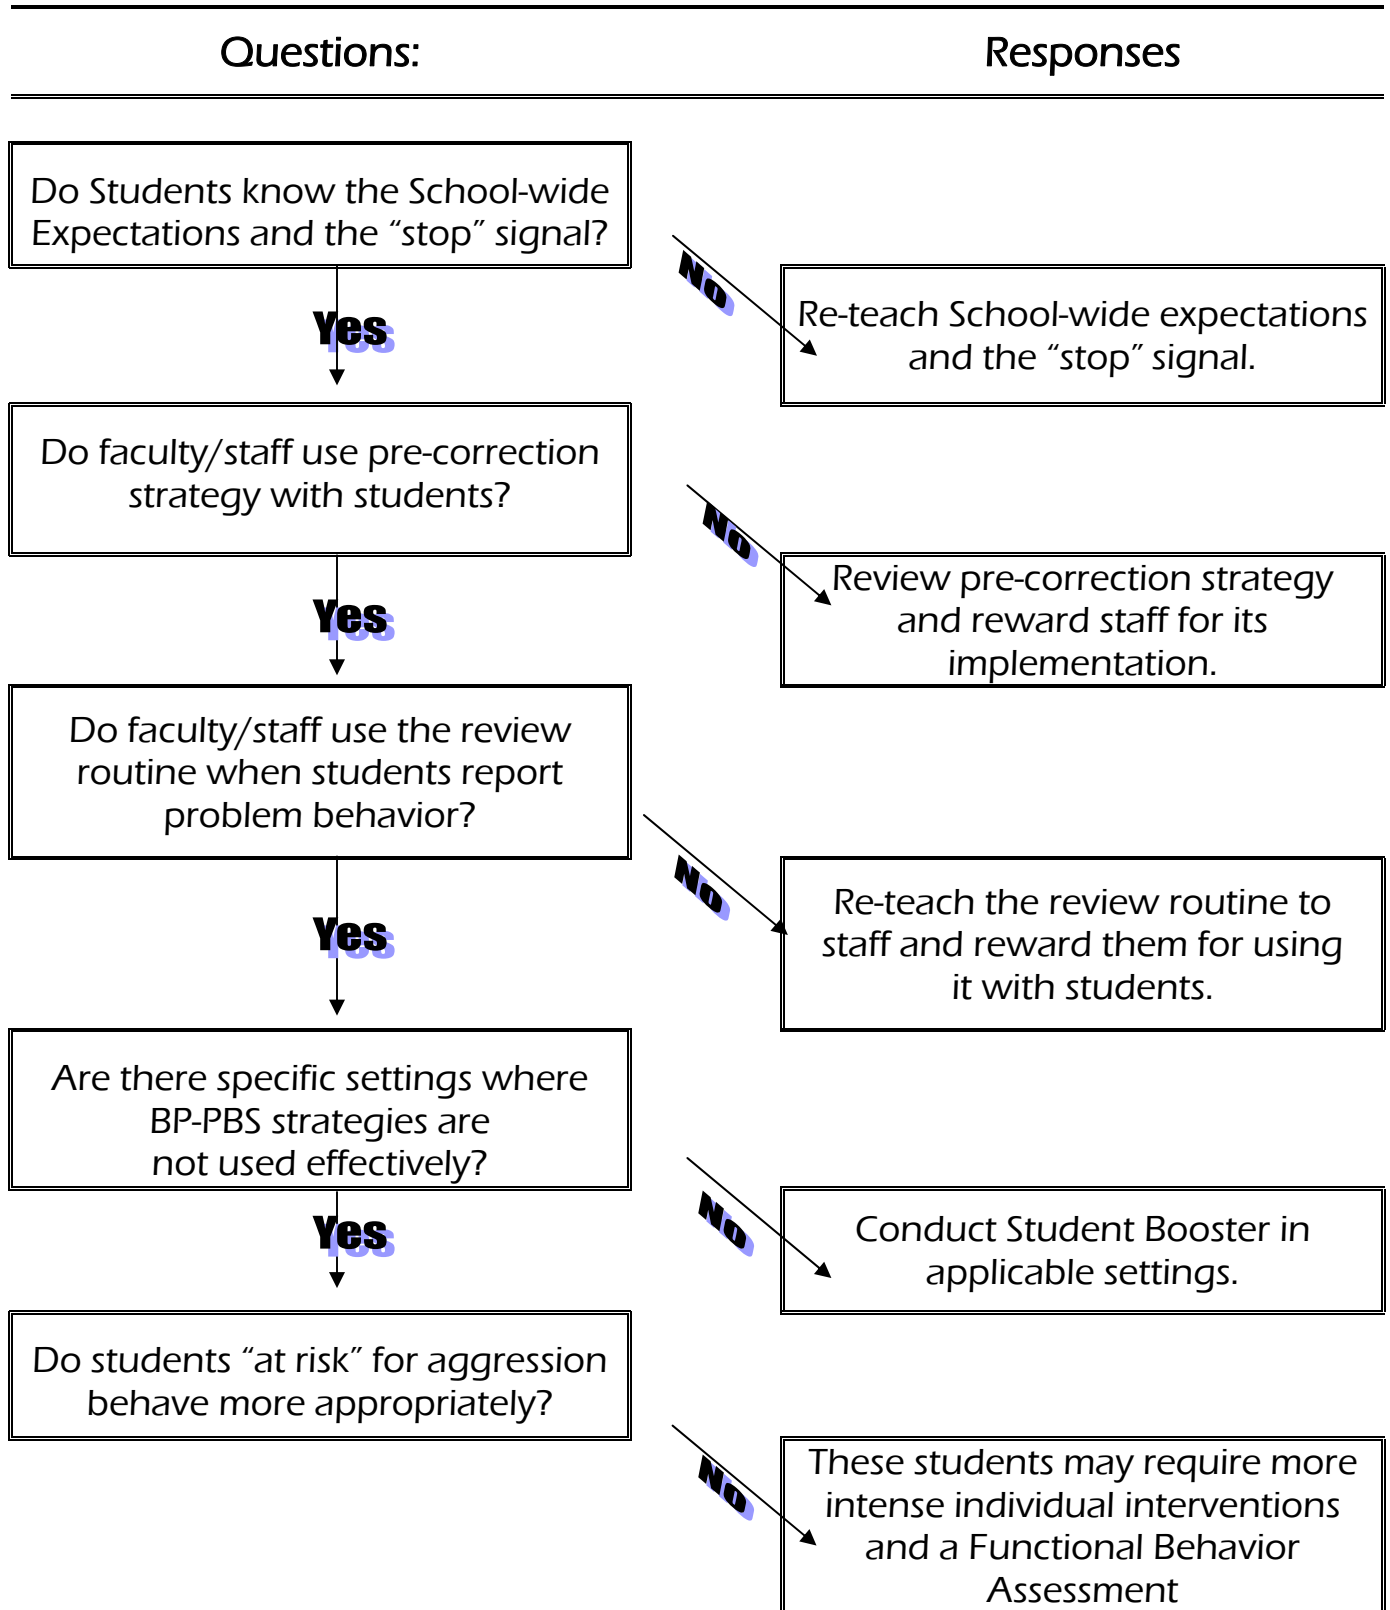 Questions:
Responses
Do Students know the School-wide
Expectations and the “stop” signal?
No
Re-teach School-wide expectations
and the “stop” signal.
Yes
Do faculty/staff use pre-correction
strategy with students?
No
Review pre-correction strategy
and reward staff for its
implementation.
Yes
Do faculty/staff use the review
routine when students report
problem behavior?
No
Re-teach the review routine to
staff and reward them for using
it with students.
Yes
Are there specific settings where
BP-PBS strategies are
not used effectively?
No
Conduct Student Booster in
applicable settings.
Yes
Do students “at risk” for aggression
behave more appropriately?
No
These students may require more
intense individual interventions
and a Functional Behavior
Assessment